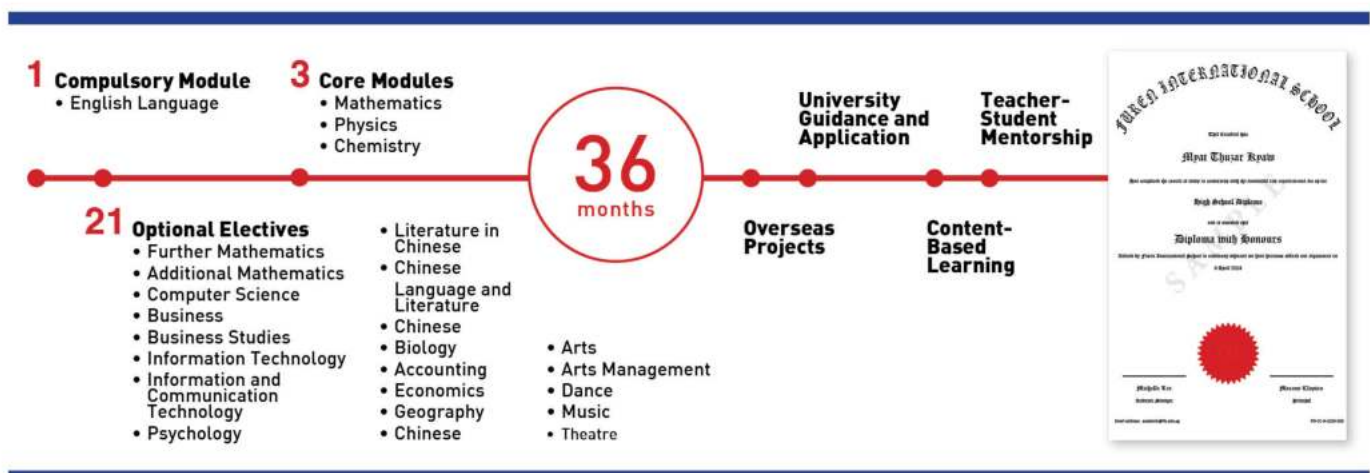 1 Compulsory Module
• English Language
3 Core Modules
• Mathematics
• Physics
• Chemistry
36
months
University
Guidance and
Application
Teacher-
Student
Mentorship
21 Optional Electives
• Further Mathematics
• Additional Mathematics
• Computer Science
• Business
• Business Studies
• Information Technology
• Information and
Communication
Technology
• Psychology
• Literature in
Chinese
• Chinese
Language and
Literature
• Chinese
• Biology
• Accounting
• Economics
• Geography
• Chinese
• Arts
• Arts Management
• Dance
• Music
• Theatre
Overseas
Projects
Content-
Based
Learning
FUREN INTERNATIONAL SCHOOL
Myat Thuzar Kyaw
High School Diploma
Diploma with Honours
SAMPLE
Michelle Lee
Principal